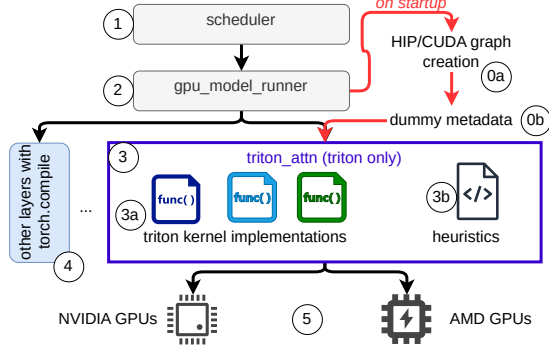 on startup
1
scheduler
HIP/CUDA graph
creation
0a
2
gpu_model_runner
dummy metadata
0b
other layers with
torch.compile
4
...
3
triton_attn (triton only)
func( )
func( )
func( )
</>
3a
3b
triton kernel implementations
heuristics
NVIDIA GPUs
5
AMD GPUs